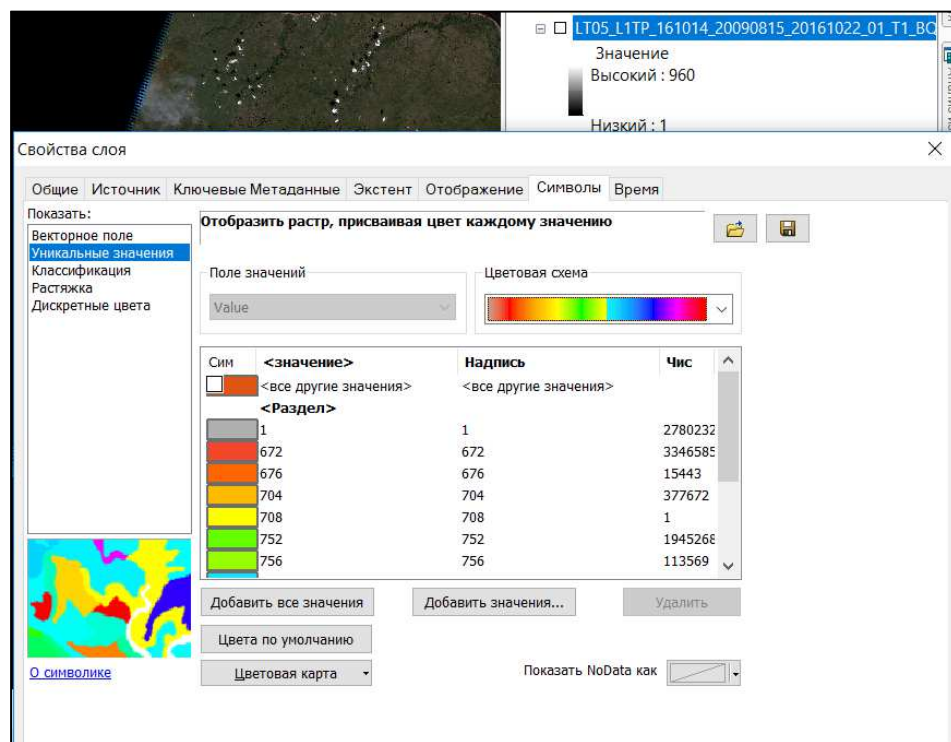 LT05_L1TP_161014_20090815_20161022_01_T1_BQ
Значение
Высокий : 960
Низкий : 1
Свойства слоя
Общие Источник Ключевые Метаданные Экстент Отображение Символы Время
Показать:
Векторное поле
Уникальные значения
Классификация
Растяжка
Дискретные цвета
Отобразить растр, присваивая цвет каждому значению
Поле значений
Цветовая схема
Value
Сим <значение> Надпись Чис
<все другие значения> <все другие значения>
<Раздел>
1 1 2780232
672 672 3346585
676 676 15443
704 704 377672
708 708 1
752 752 1945268
756 756 113569
Добавить все значения Добавить значения... Удалить
Цвета по умолчанию
Цветовая карта Показать NoData как
О символике